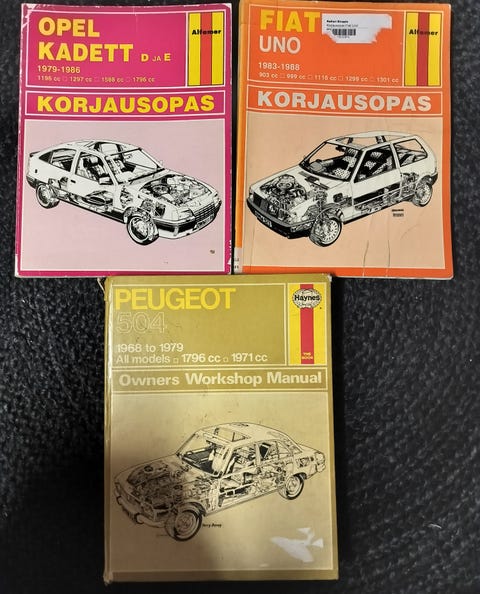 OPEL
KADETT D JA E
1979-1986
1196 cc □ 1297 cc □ 1598 cc □ 1796 cc
Alfamer
KORJAUSOPAS
FIAT
UNO
1983-1988
903 cc □ 999 cc □ 1116 cc □ 1299 cc □ 1301 cc
Alfamer
KORJAUSOPAS
PEUGEOT
504
1968 to 1979
All models □ 1796 cc □ 1971 cc
Haynes
Owners Workshop Manual